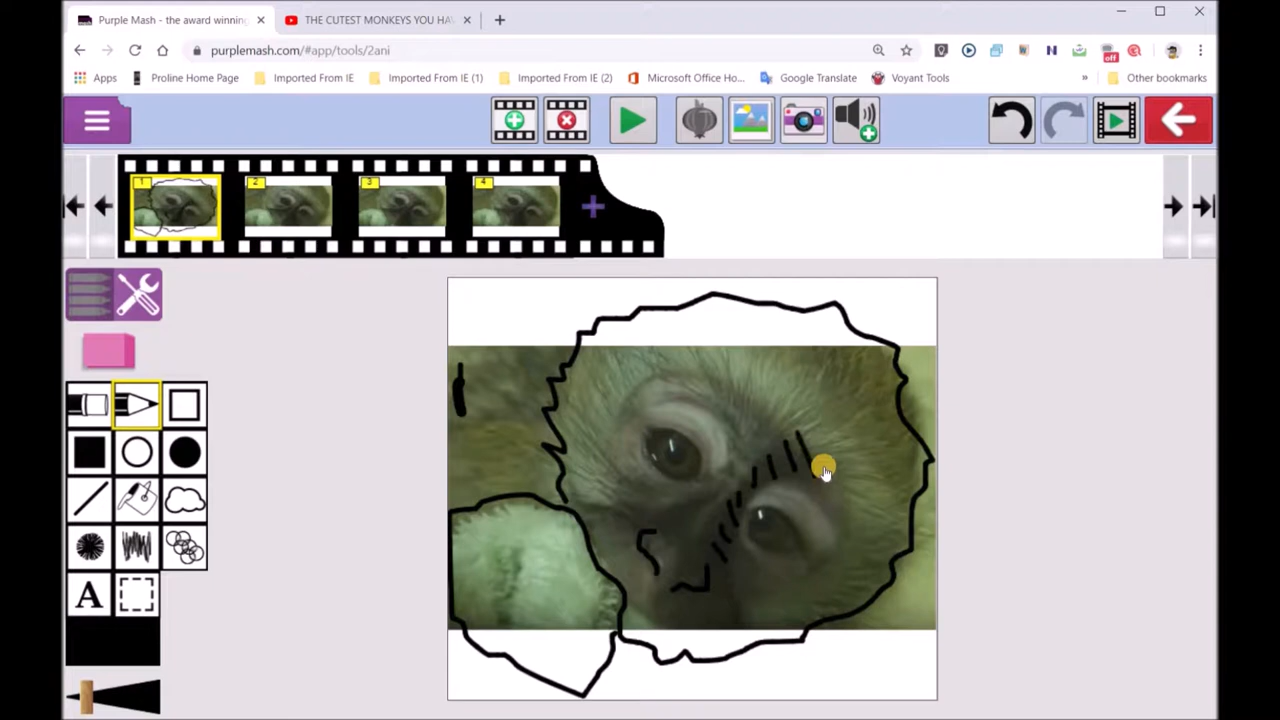 Purple Mash - the award winning
THE CUTEST MONKEYS YOU HAV
purplemash.com/#app/tools/2ani
Apps
Proline Home Page
Imported From IE
Imported From IE (1)
Imported From IE (2)
Microsoft Office Ho...
Google Translate
Voyant Tools
»
Other bookmarks
off
N
1
2
3
4
A